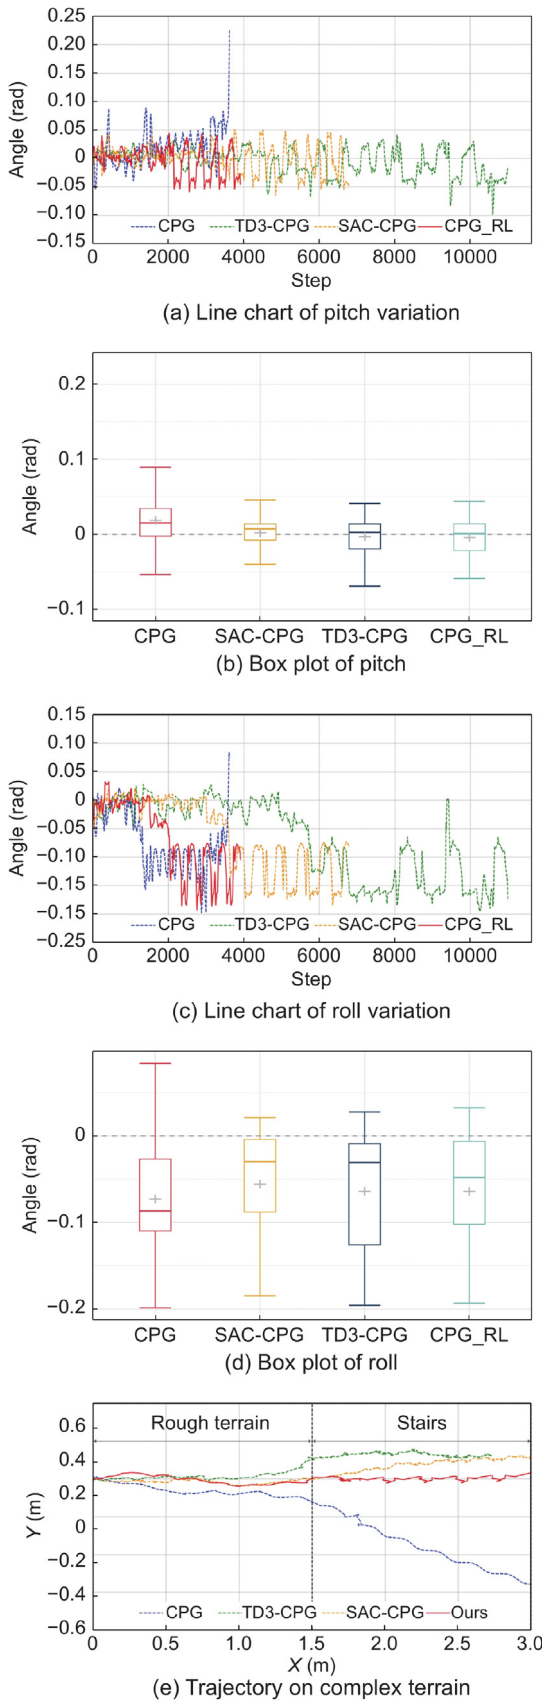 0.25
0.20
0.15
0.10
0.05
0
−0.05
−0.10
−0.15
Angle (rad)
CPG TD3-CPG SAC-CPG CPG_RL
0 2000 4000 6000 8000 10000
Step
(a) Line chart of pitch variation
0.2
0.1
0
−0.1
Angle (rad)
CPG SAC-CPG TD3-CPG CPG_RL
(b) Box plot of pitch
0.15
0.10
0.05
0
−0.05
−0.10
−0.15
−0.25
Angle (rad)
CPG TD3-CPG SAC-CPG CPG_RL
0 2000 4000 6000 8000 10000
Step
(c) Line chart of roll variation
0
−0.1
−0.2
Angle (rad)
CPG SAC-CPG TD3-CPG CPG_RL
(d) Box plot of roll
Rough terrain Stairs
0.6
0.4
0.2
0
−0.2
−0.4
−0.6
Y (m)
CPG TD3-CPG SAC-CPG Ours
0 0.5 1.0 1.5 2.0 2.5 3.0
X (m)
(e) Trajectory on complex terrain